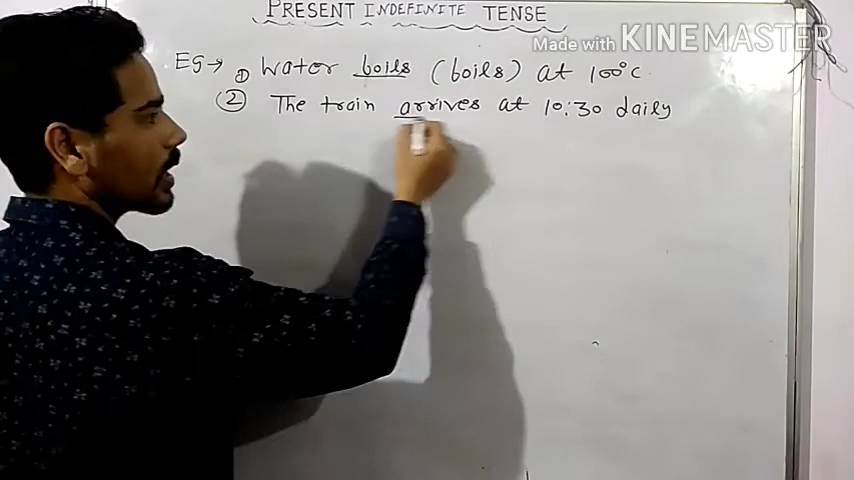 PRESENT INDEFINITE TENSE
Made with KINEMASTER
EG → ① Water boils (boils) at 100°C.
② The train arrives at 10:30 daily